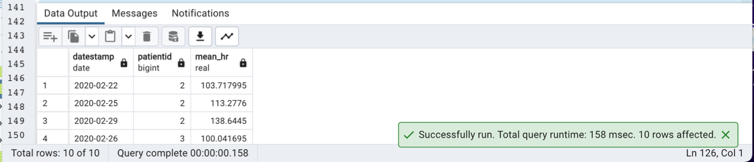 141
142
143
144
145
146
147
148
149
150
Data Output Messages Notifications
datestamp date
patientid bigint
mean_hr real
1 2020-02-22 2 103.717995
2 2020-02-25 2 113.2776
3 2020-02-29 2 138.6445
4 2020-02-26 3 100.041695
Successfully run. Total query runtime: 158 msec. 10 rows affected.
Total rows: 10 of 10 Query complete 00:00:00.158 Ln 126, Col 1